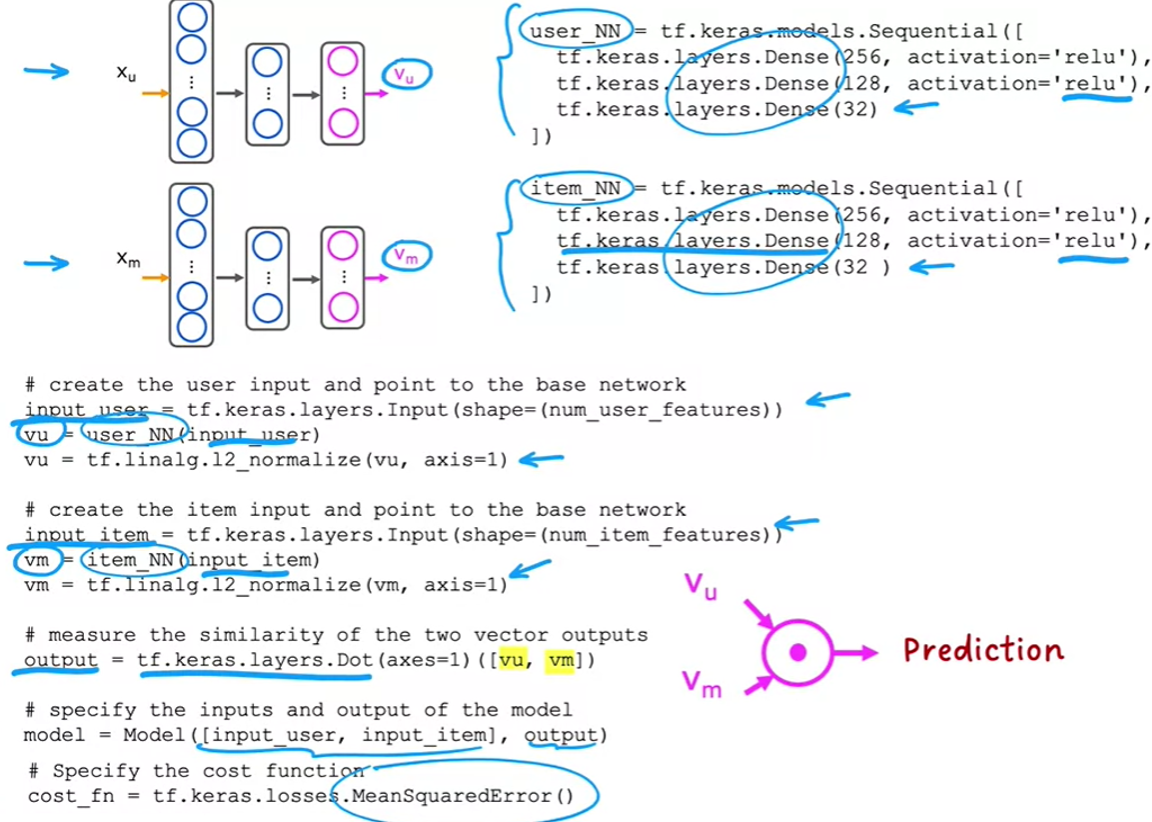 x_u
v_u
user_NN = tf.keras.models.Sequential([
tf.keras.layers.Dense(256, activation='relu'),
tf.keras.layers.Dense(128, activation='relu'),
tf.keras.layers.Dense(32)
])
x_m
v_m
item_NN = tf.keras.models.Sequential([
tf.keras.layers.Dense(256, activation='relu'),
tf.keras.layers.Dense(128, activation='relu'),
tf.keras.layers.Dense(32 )
])
# create the user input and point to the base network
input_user = tf.keras.layers.Input(shape=(num_user_features))
vu = user_NN(input_user)
vu = tf.linalg.l2_normalize(vu, axis=1)
# create the item input and point to the base network
input_item = tf.keras.layers.Input(shape=(num_item_features))
vm = item_NN(input_item)
vm = tf.linalg.l2_normalize(vm, axis=1)
# measure the similarity of the two vector outputs
output = tf.keras.layers.Dot(axes=1)([vu, vm])
# specify the inputs and output of the model
model = Model([input_user, input_item], output)
# Specify the cost function
cost_fn = tf.keras.losses.MeanSquaredError()
V_u
V_m
Prediction